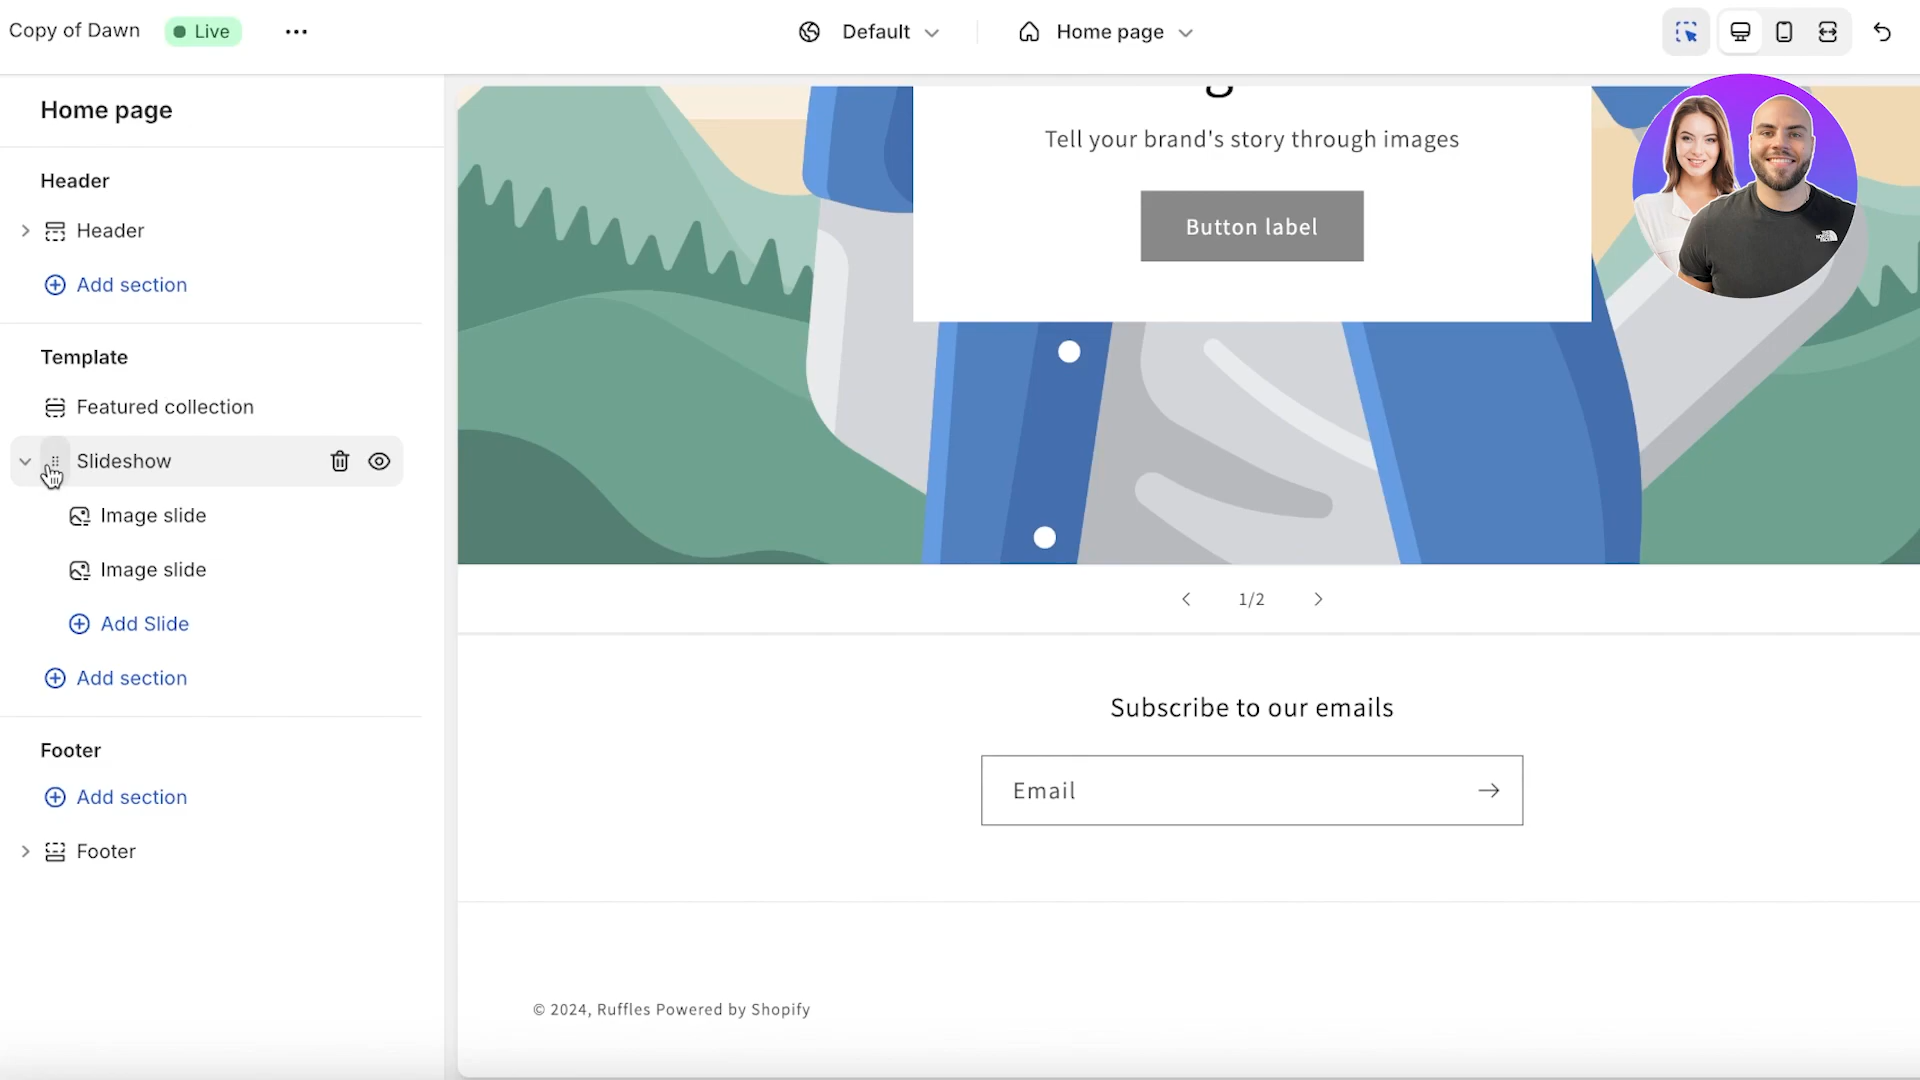 Copy of Dawn
Live
Default
Home page
Home page
Header
Header
Add section
Template
Featured collection
Slideshow
Image slide
Image slide
Add Slide
Add section
Footer
Add section
Footer
Tell your brand's story through images
Button label
1/2
Subscribe to our emails
Email
© 2024, Ruffles Powered by Shopify